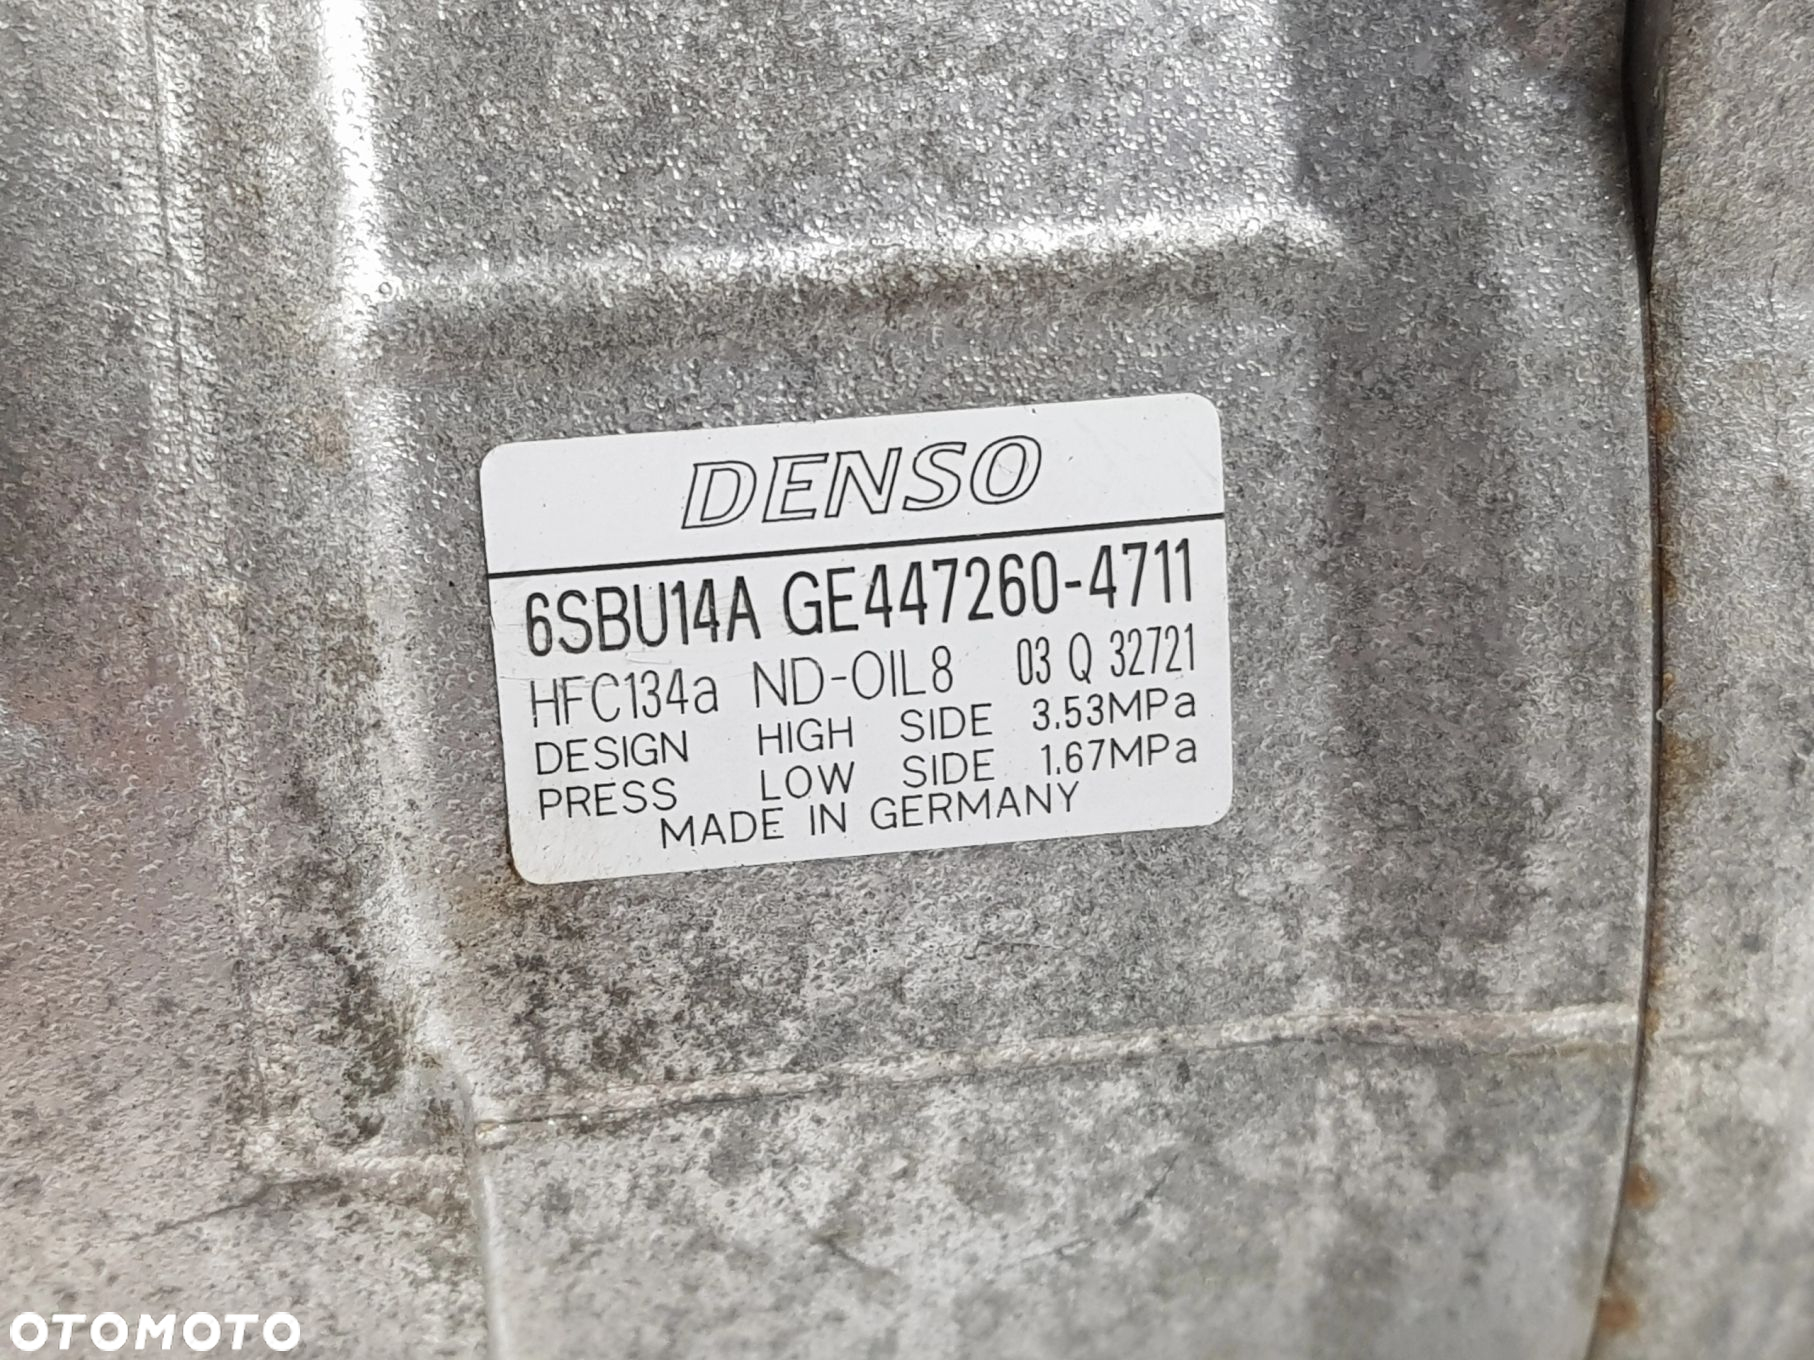 DENSO
6SBU14A GE447260-4711
HFC134a ND-OIL8 03 Q 32721
DESIGN HIGH SIDE 3.53MPa
PRESS LOW SIDE 1.67MPa
MADE IN GERMANY
OTOMOTO